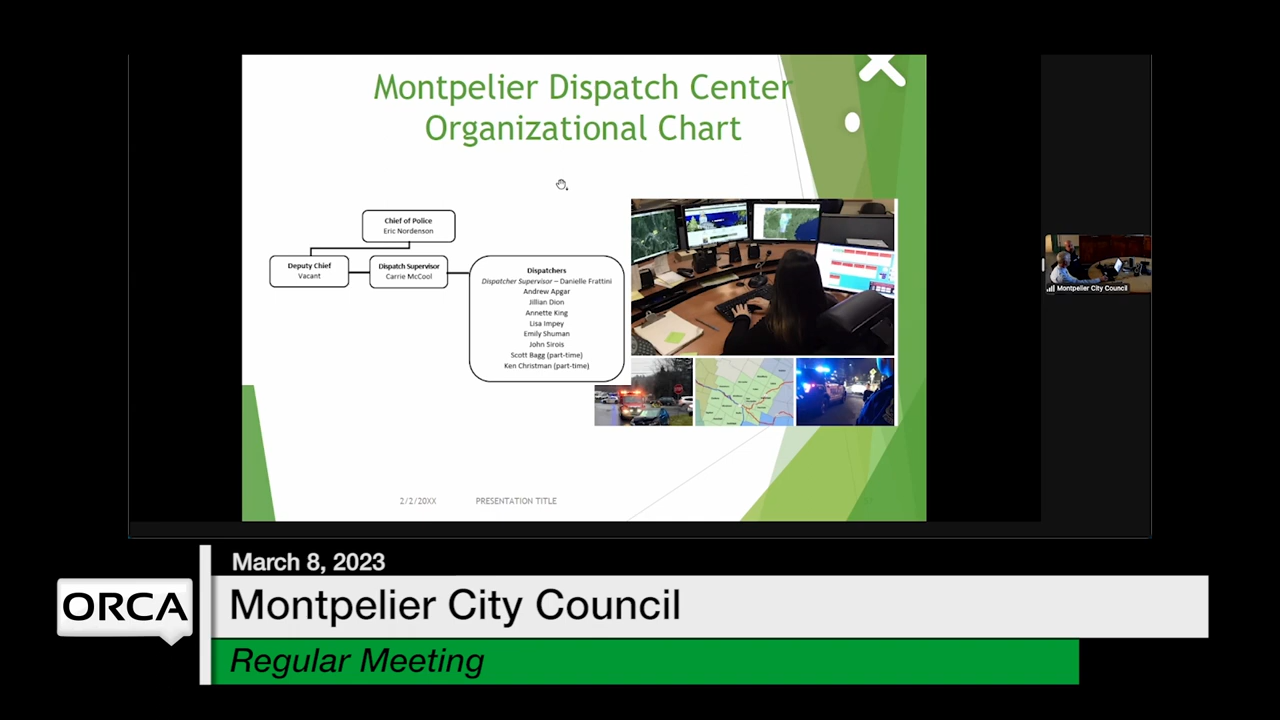 Montpelier Dispatch Center
Organizational Chart
Chief of Police
Eric Nordenson
Deputy Chief
Vacant
Dispatch Supervisor
Carrie McCool
Dispatchers
Dispatcher Supervisor – Danielle Frattini
Andrew Apgar
Jillian Dion
Annette King
Lisa Impey
Emily Shuman
John Sirois
Scott Bagg (part-time)
Ken Christman (part-time)
2/2/20XX
PRESENTATION TITLE
Montpelier City Council
March 8, 2023
ORCA
Montpelier City Council
Regular Meeting